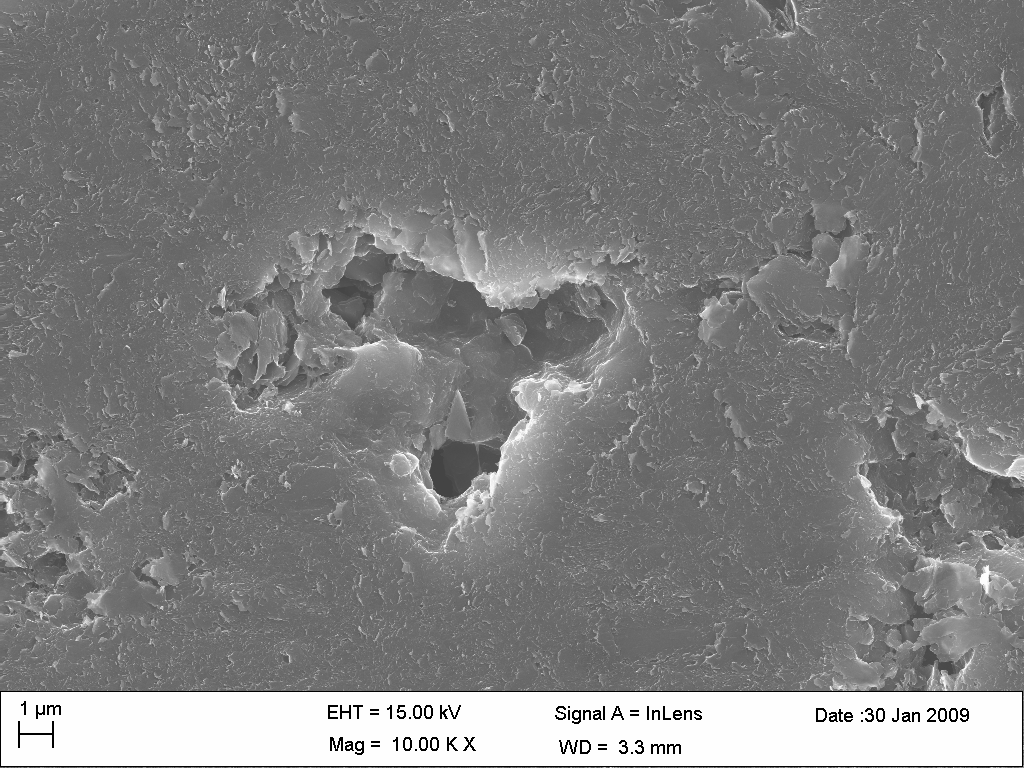 1 µm
EHT = 15.00 kV
Signal A = InLens
Date :30 Jan 2009
Mag = 10.00 K X
WD = 3.3 mm